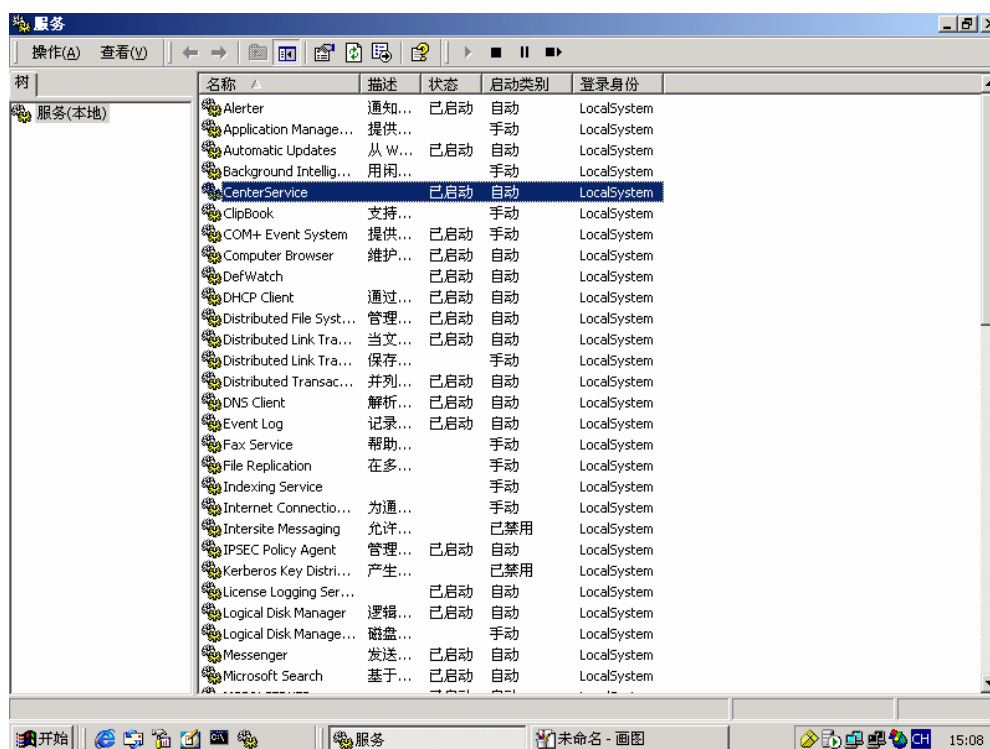 服务
操作(A) 查看(V)
树
名称 描述 状态 启动类别 登录身份
服务(本地)
Alerter 通知... 已启动 自动 LocalSystem
Application Manage... 提供... 手动 LocalSystem
Automatic Updates 从 W... 已启动 自动 LocalSystem
Background Intellig... 用闲... 手动 LocalSystem
CenterService 已启动 自动 LocalSystem
ClipBook 支持... 手动 LocalSystem
COM+ Event System 提供... 已启动 手动 LocalSystem
Computer Browser 维护... 已启动 自动 LocalSystem
DefWatch 已启动 自动 LocalSystem
DHCP Client 通过... 已启动 自动 LocalSystem
Distributed File Syst... 管理... 已启动 自动 LocalSystem
Distributed Link Tra... 当文... 已启动 自动 LocalSystem
Distributed Link Tra... 保存... 手动 LocalSystem
Distributed Transac... 并列... 已启动 自动 LocalSystem
DNS Client 解析... 已启动 自动 LocalSystem
Event Log 记录... 已启动 自动 LocalSystem
Fax Service 帮助... 手动 LocalSystem
File Replication 在多... 手动 LocalSystem
Indexing Service 手动 LocalSystem
Internet Connectio... 为通... 手动 LocalSystem
Intersite Messaging 允许... 已禁用 LocalSystem
IPSEC Policy Agent 管理... 已启动 自动 LocalSystem
Kerberos Key Distri... 产生... 已禁用 LocalSystem
License Logging Ser... 已启动 自动 LocalSystem
Logical Disk Manager 逻辑... 已启动 自动 LocalSystem
Logical Disk Manage... 磁盘... 手动 LocalSystem
Messenger 发送... 已启动 自动 LocalSystem
Microsoft Search 基于... 已启动 自动 LocalSystem
开始 服务 未命名 - 画图 CH 15:08